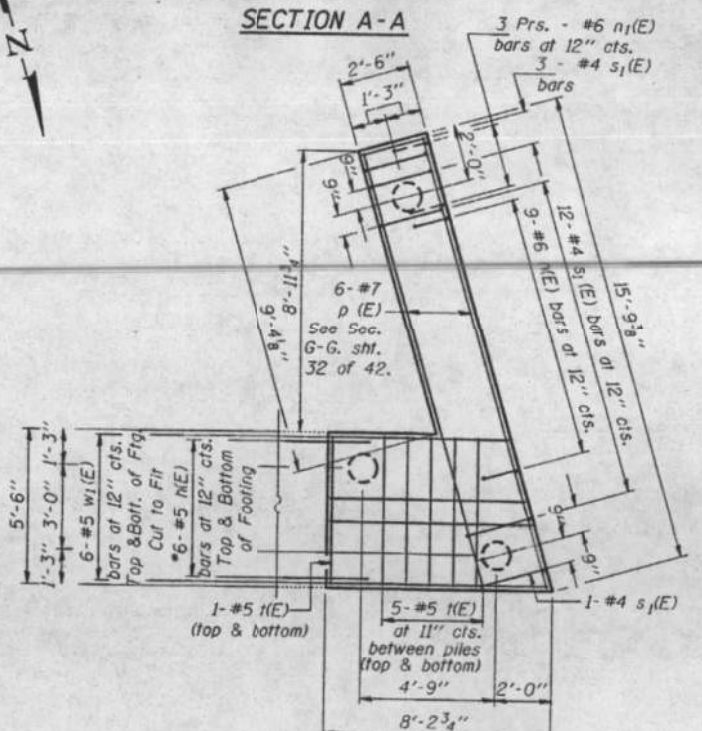 SECTION A-A
N
3 Prs. - #6 n₁(E)
bars at 12" cts.
3 - #4 s₁(E)
bars
2'-6"
1'-3"
2'-0"
9"
9"
12- #4 s₁(E) bars at 12" cts.
9- #6 n(E) bars at 12" cts.
15'-9⅞"
8'-11¾"
9'-4⅛"
6- #7
p (E)
See Sec.
G-G. sht.
32 of 42.
5'-6"
1'-3"
3'-0"
1'-3"
6- #5 w₁(E)
bars at 12" cts.
Top & Bott. of Ftg.
Cut to Fit
*6- #5 h(E)
bars at 12" cts.
Top & Bottom
of Footing
9"
9"
1- #5 t(E)
(top & bottom)
5- #5 t(E)
at 11" cts.
between piles
(top & bottom)
1- #4 s₁(E)
4'-9"
2'-0"
8'-2¾"